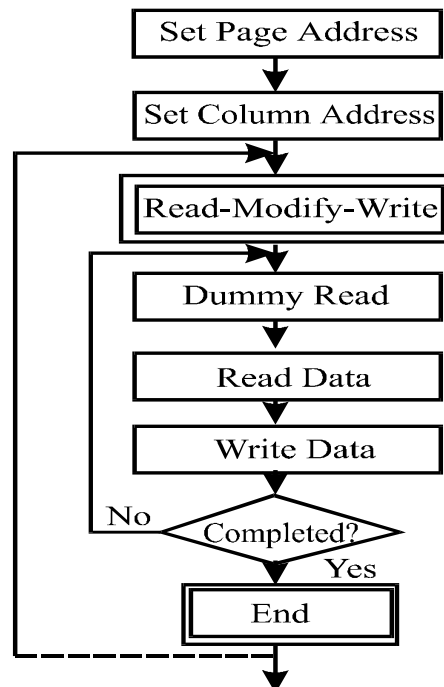 Set Page Address
Set Column Address
Read-Modify-Write
Dummy Read
Read Data
Write Data
No
Completed?
Yes
End